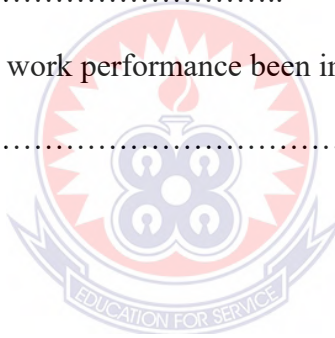 ………………………..
work performance been in
……………………………
EDUCATION FOR SERVICE